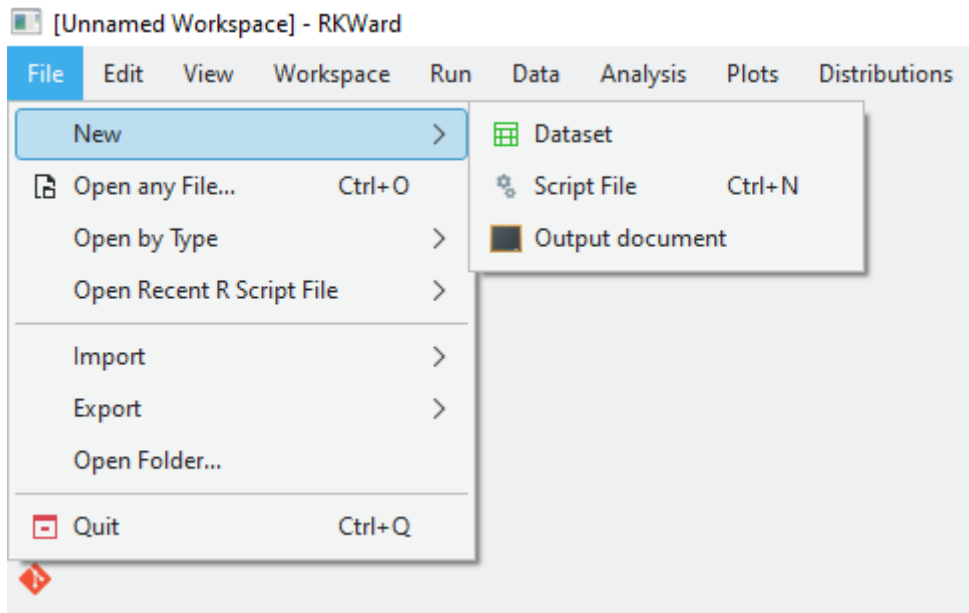 [Unnamed Workspace] - RKWard
File Edit View Workspace Run Data Analysis Plots Distributions
New
Open any File... Ctrl+O
Open by Type
Open Recent R Script File
Import
Export
Open Folder...
Quit Ctrl+Q
Dataset
Script File Ctrl+N
Output document